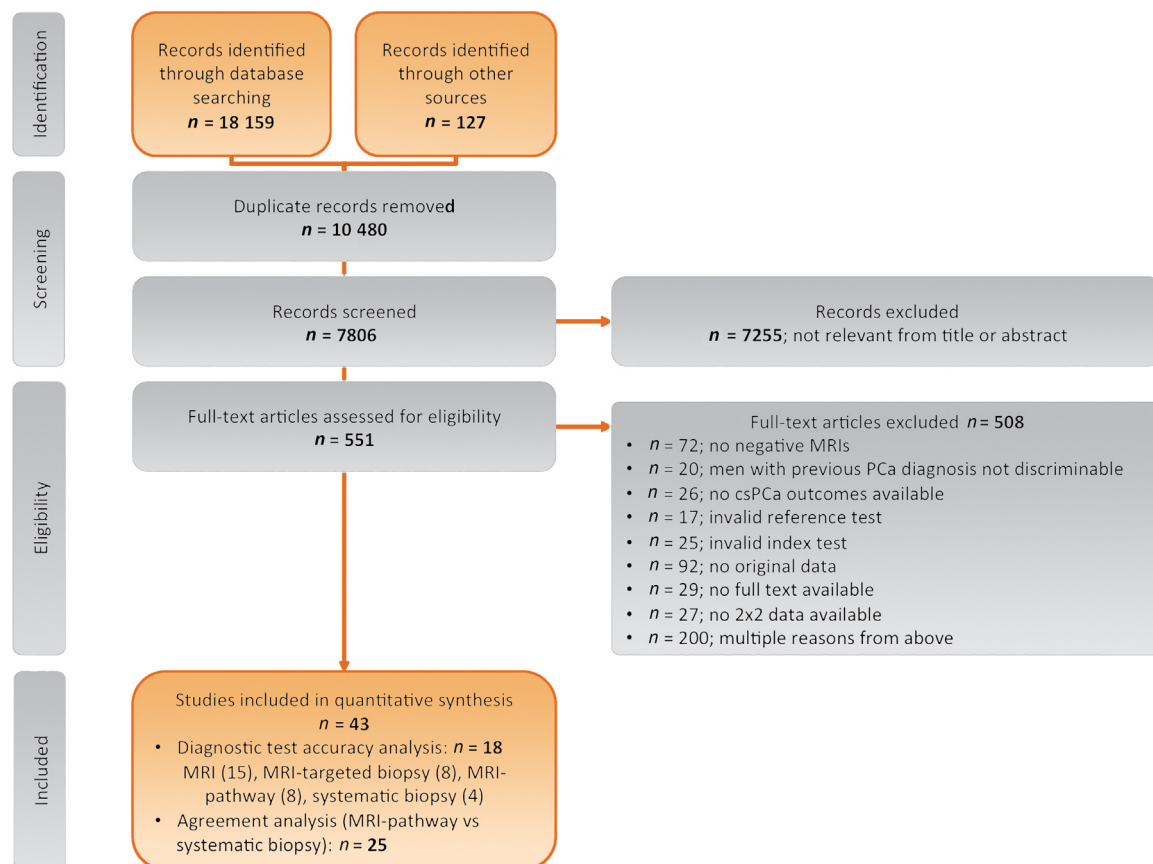 Identification
Records identified
through database
searching
n = 18 159
Records identified
through other
sources
n = 127
Screening
Duplicate records removed
n = 10 480
Records screened
n = 7806
Records excluded
n = 7255; not relevant from title or abstract
Eligibility
Full-text articles assessed for eligibility
n = 551
Full-text articles excluded n = 508
• n = 72; no negative MRIs
• n = 20; men with previous PCa diagnosis not discriminable
• n = 26; no csPCa outcomes available
• n = 17; invalid reference test
• n = 25; invalid index test
• n = 92; no original data
• n = 29; no full text available
• n = 27; no 2x2 data available
• n = 200; multiple reasons from above
Included
Studies included in quantitative synthesis
n = 43
• Diagnostic test accuracy analysis: n = 18
MRI (15), MRI-targeted biopsy (8), MRI-
pathway (8), systematic biopsy (4)
• Agreement analysis (MRI-pathway vs
systematic biopsy): n = 25